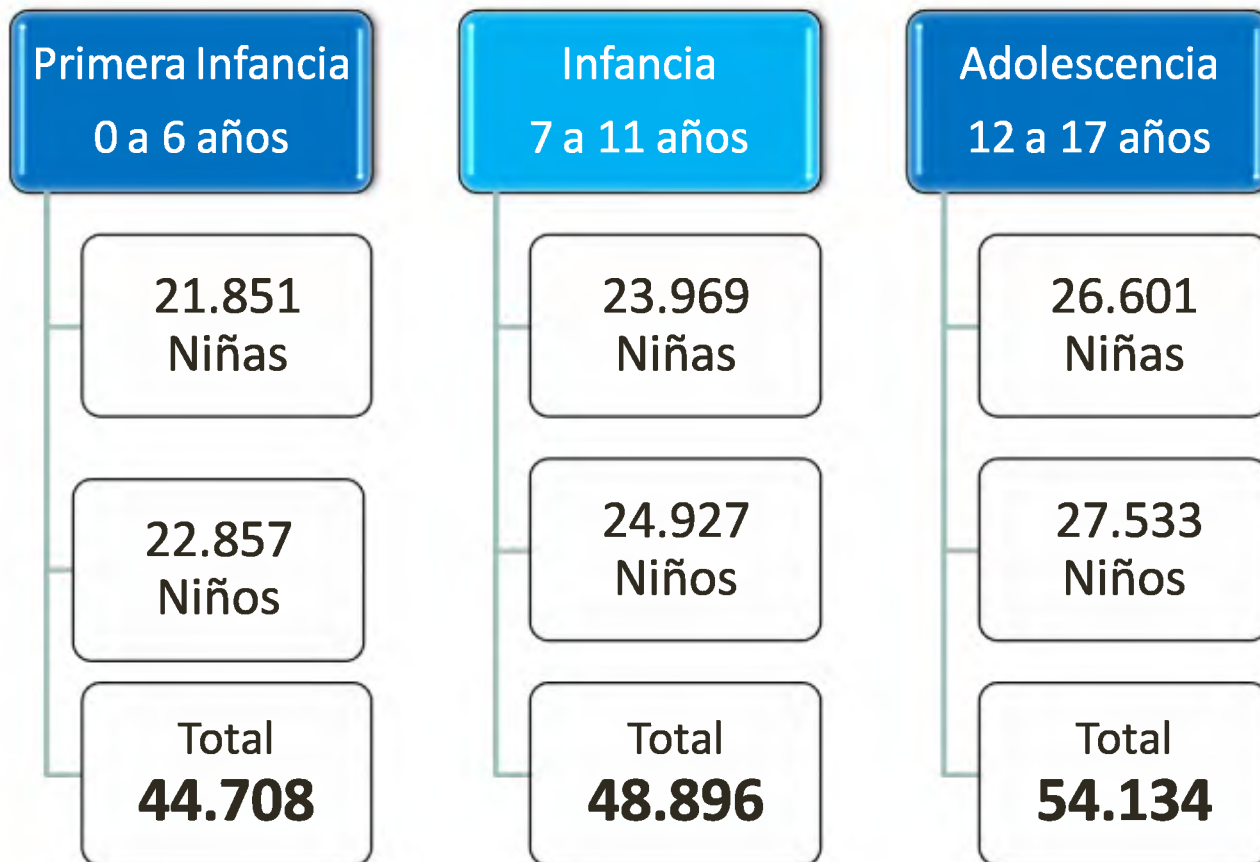 Primera Infancia
0 a 6 años
21.851
Niñas
22.857
Niños
Total
44.708
Infancia
7 a 11 años
23.969
Niñas
24.927
Niños
Total
48.896
Adolescencia
12 a 17 años
26.601
Niñas
27.533
Niños
Total
54.134